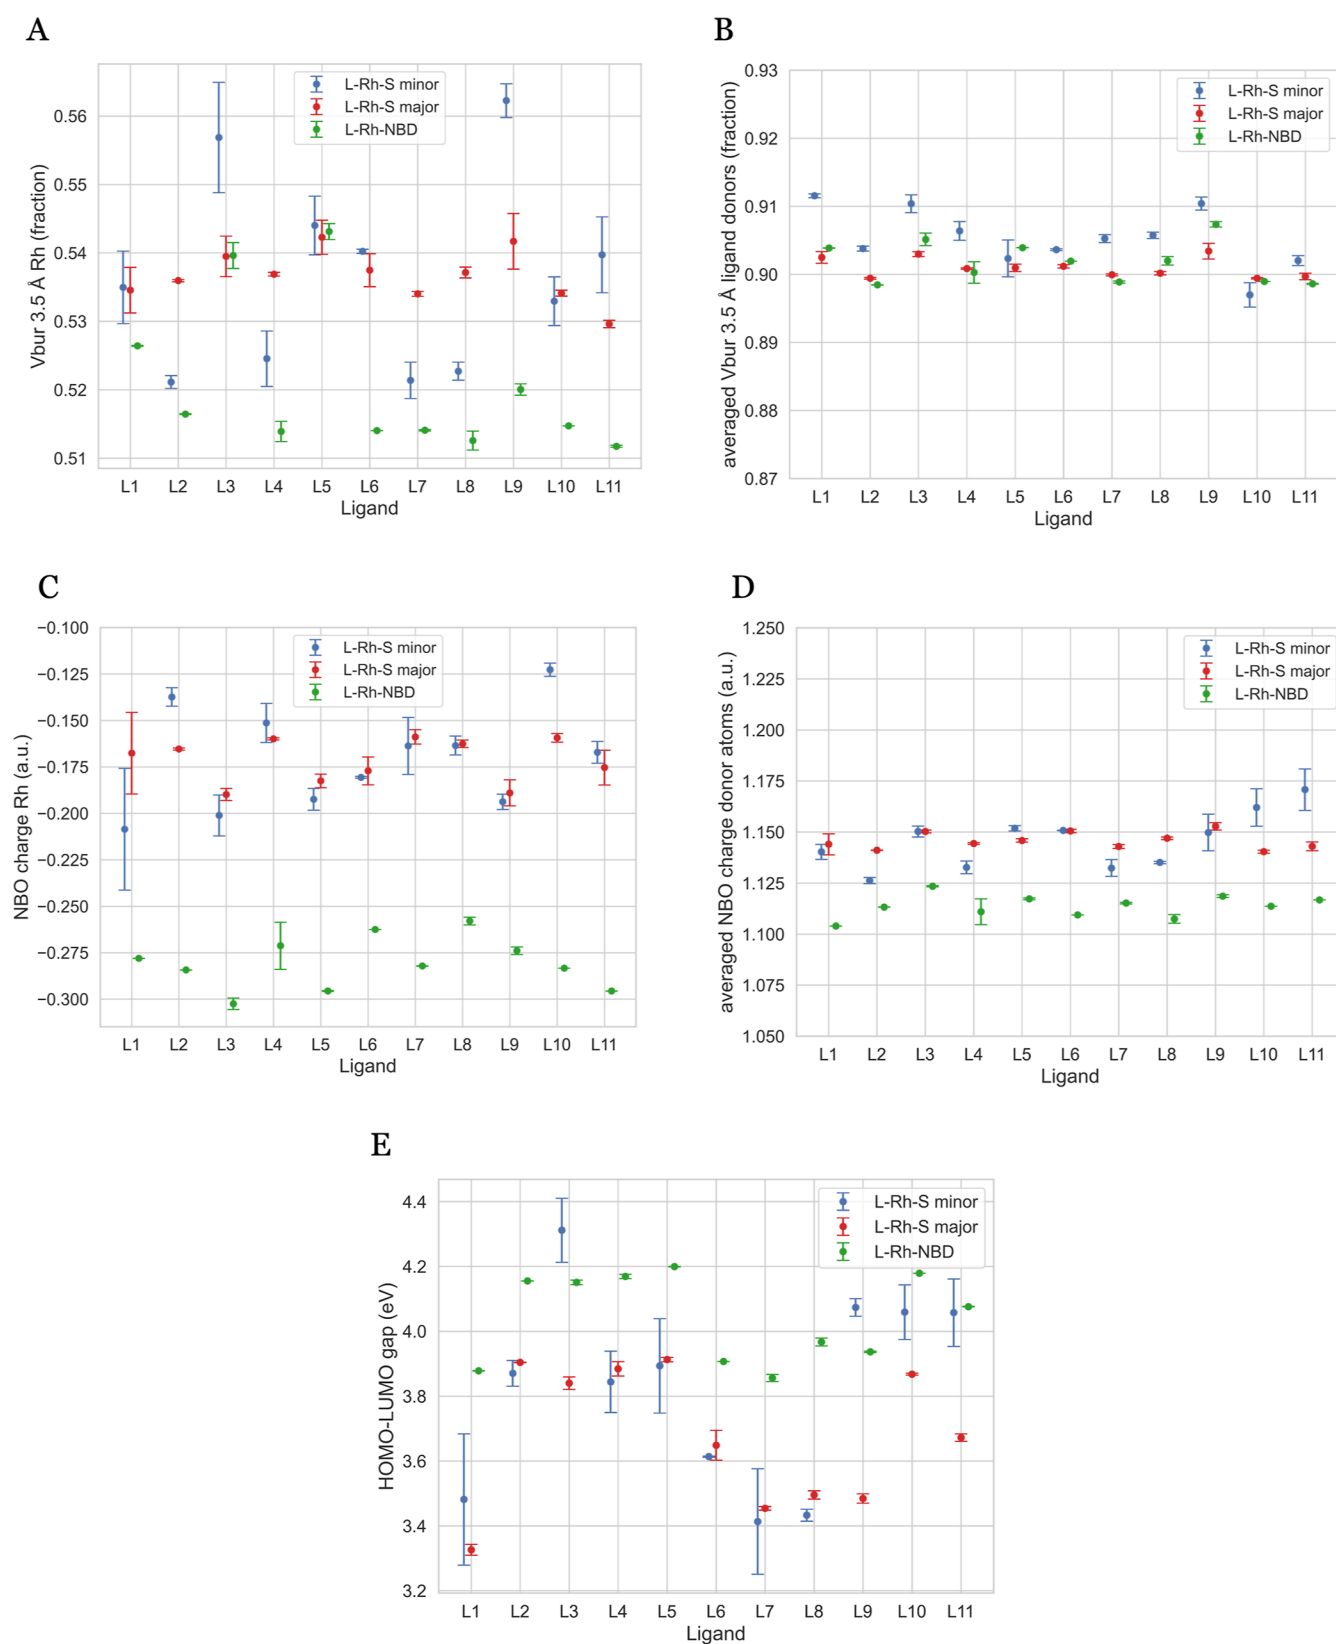 A
Vbur 3.5 Å Rh (fraction)
0.56
0.55
0.54
0.53
0.52
0.51
L-Rh-S minor
L-Rh-S major
L-Rh-NBD
L1 L2 L3 L4 L5 L6 L7 L8 L9 L10 L11
Ligand
B
averaged Vbur 3.5 Å ligand donors (fraction)
0.93
0.92
0.91
0.90
0.89
0.88
0.87
L-Rh-S minor
L-Rh-S major
L-Rh-NBD
L1 L2 L3 L4 L5 L6 L7 L8 L9 L10 L11
Ligand
C
NBO charge Rh (a.u.)
−0.100
−0.125
−0.150
−0.175
−0.200
−0.225
−0.250
−0.275
−0.300
L-Rh-S minor
L-Rh-S major
L-Rh-NBD
L1 L2 L3 L4 L5 L6 L7 L8 L9 L10 L11
Ligand
D
averaged NBO charge donor atoms (a.u.)
1.250
1.225
1.200
1.175
1.150
1.125
1.100
1.075
1.050
L-Rh-S minor
L-Rh-S major
L-Rh-NBD
L1 L2 L3 L4 L5 L6 L7 L8 L9 L10 L11
Ligand
E
HOMO-LUMO gap (eV)
4.4
4.2
4.0
3.8
3.6
3.4
3.2
L-Rh-S minor
L-Rh-S major
L-Rh-NBD
L1 L2 L3 L4 L5 L6 L7 L8 L9 L10 L11
Ligand